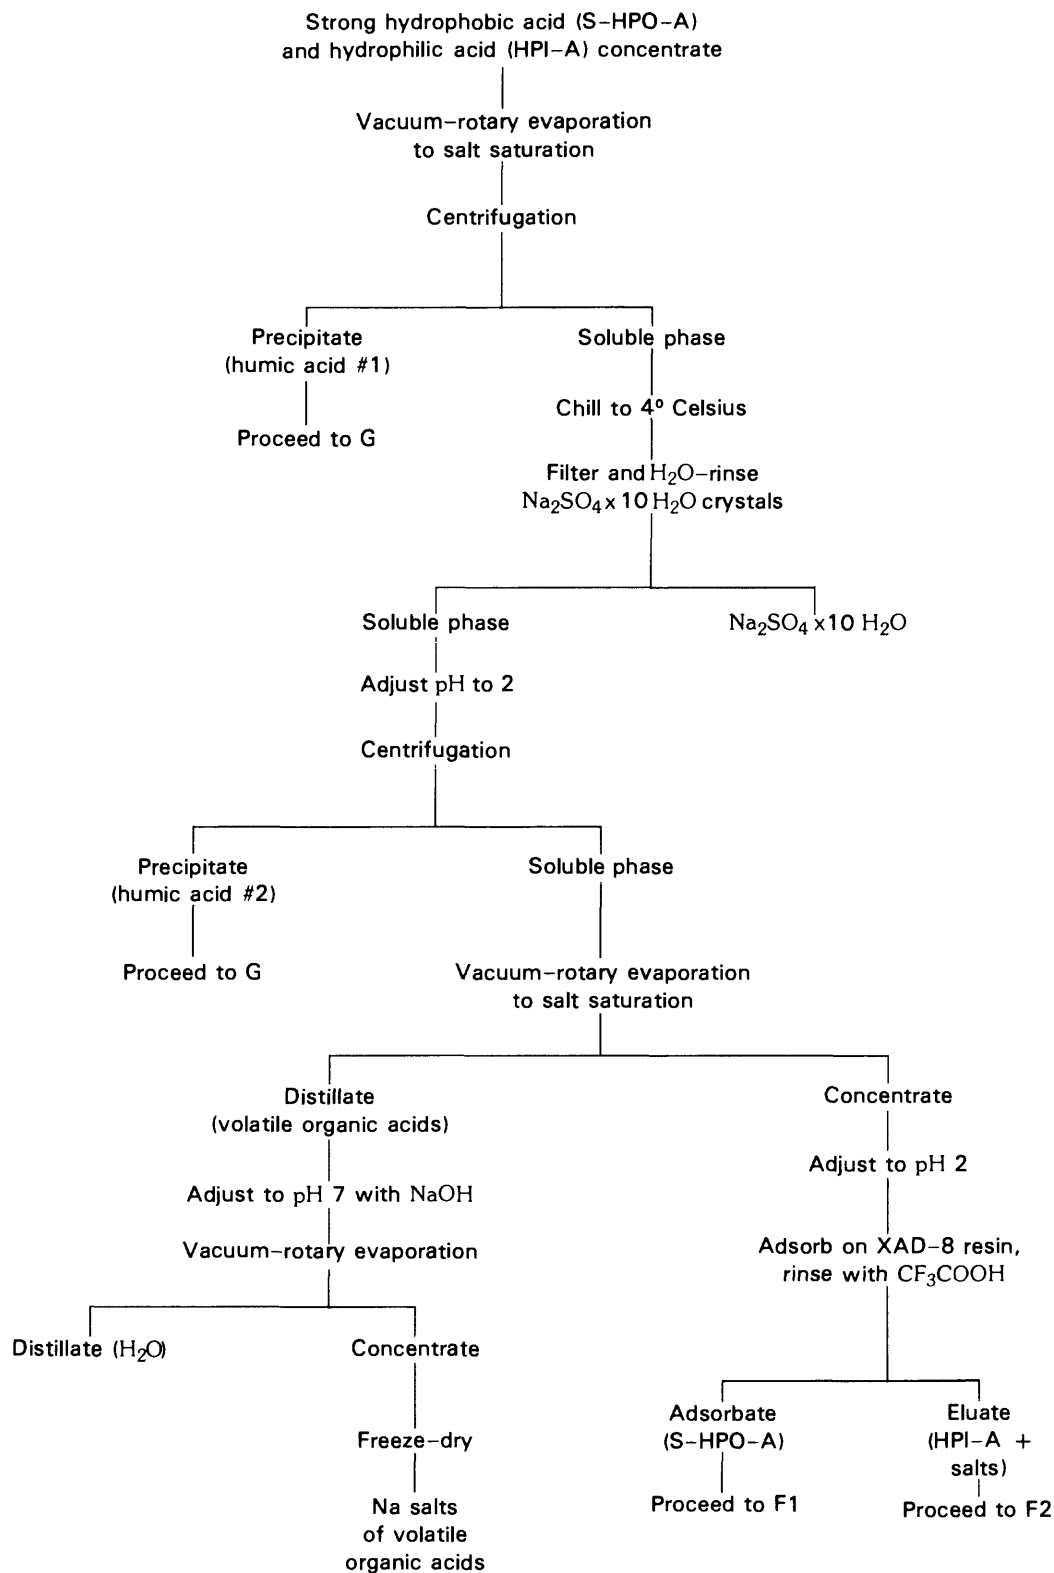 Strong hydrophobic acid (S-HPO-A)
and hydrophilic acid (HPI-A) concentrate
Vacuum-rotary evaporation
to salt saturation
Centrifugation
Precipitate
(humic acid #1)
Proceed to G
Soluble phase
Chill to 4º Celsius
Filter and H₂O-rinse
Na₂SO₄ x 10 H₂O crystals
Soluble phase
Na₂SO₄ x10 H₂O
Adjust pH to 2
Centrifugation
Precipitate
(humic acid #2)
Proceed to G
Soluble phase
Vacuum-rotary evaporation
to salt saturation
Distillate
(volatile organic acids)
Adjust to pH 7 with NaOH
Vacuum-rotary evaporation
Distillate (H₂O)
Concentrate
Freeze-dry
Na salts
of volatile
organic acids
Concentrate
Adjust to pH 2
Adsorb on XAD-8 resin,
rinse with CF₃COOH
Adsorbate
(S-HPO-A)
Proceed to F1
Eluate
(HPI-A +
salts)
Proceed to F2